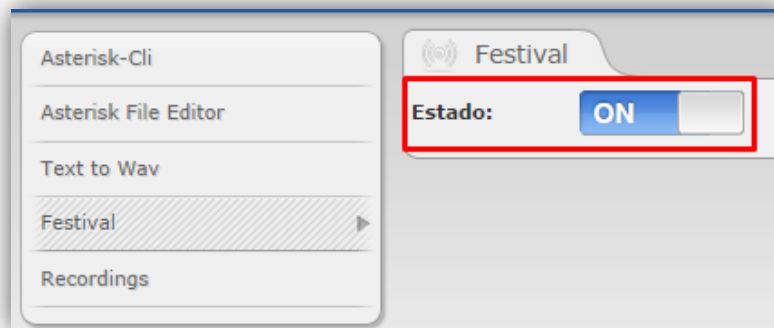 Asterisk-Cli
Asterisk File Editor
Text to Wav
Festival
Recordings
Festival
Estado: ON